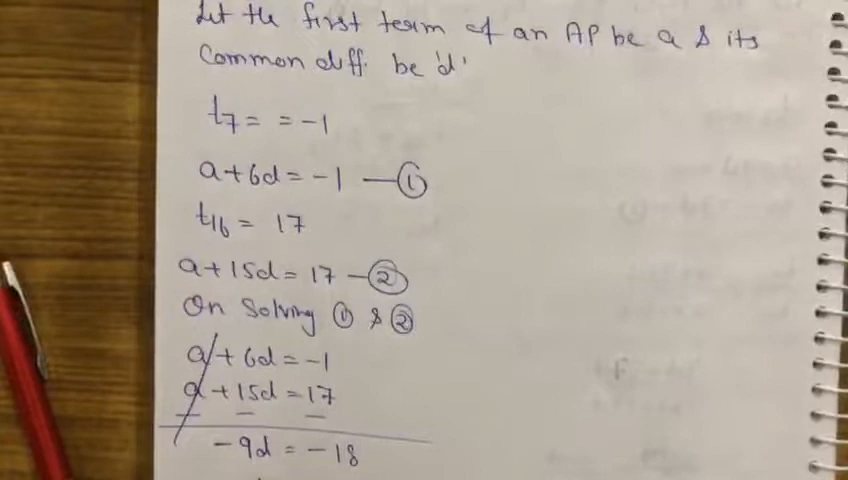 Let the first term of an AP be a & its
Common diff. be 'd'
t7 = = -1
a + 6d = -1 — ①
t16 = 17
a + 15d = 17 — ②
On Solving ① & ②
a + 6d = -1
a + 15d = 17
- - -
-9d = -18